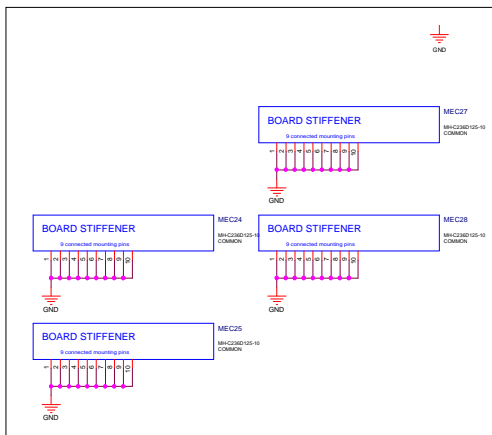 GND
MEC27
BOARD STIFFENER
MH-C236D125-10
COMMON
9 connected mounting pins
1 2 3 4 5 6 7 8 9 10
GND
MEC24
BOARD STIFFENER
MH-C236D125-10
COMMON
9 connected mounting pins
1 2 3 4 5 6 7 8 9 10
GND
MEC28
BOARD STIFFENER
MH-C236D125-10
COMMON
9 connected mounting pins
1 2 3 4 5 6 7 8 9 10
GND
MEC25
BOARD STIFFENER
MH-C236D125-10
COMMON
9 connected mounting pins
1 2 3 4 5 6 7 8 9 10
GND